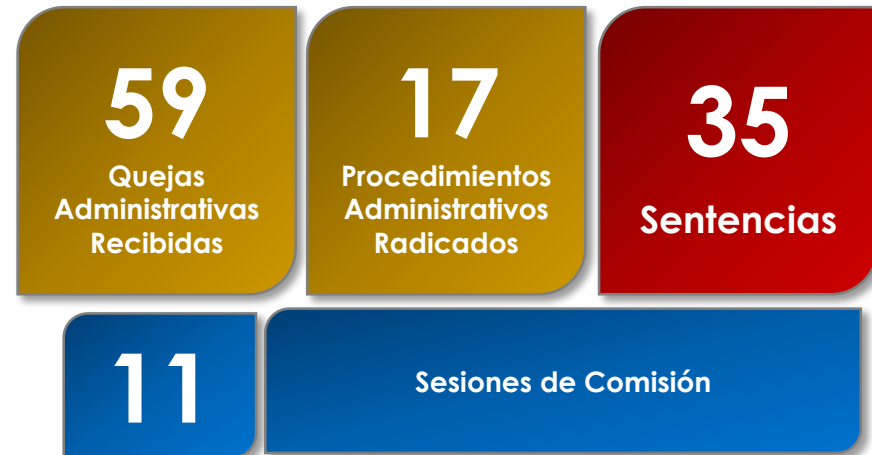 59
Quejas
Administrativas
Recibidas
17
Procedimientos
Administrativos
Radicados
35
Sentencias
11
Sesiones de Comisión